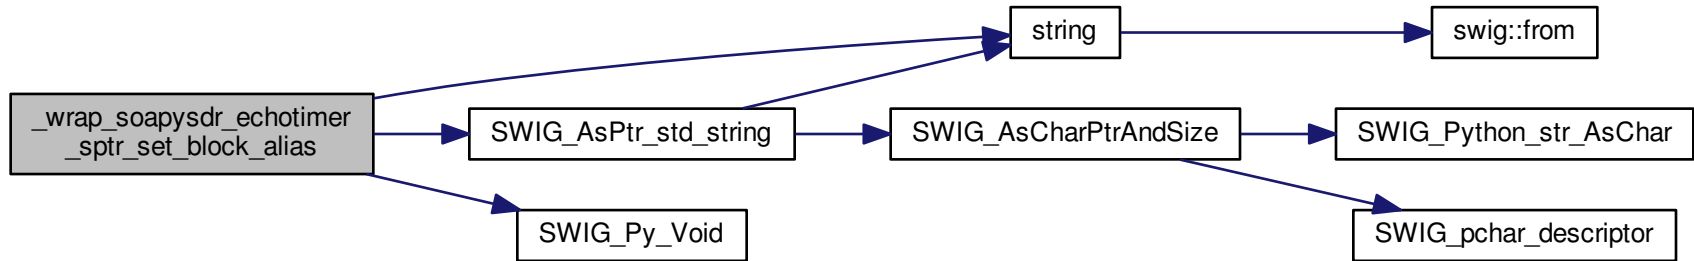 string
swig::from
_wrap_soapysdr_echotimer
_sptr_set_block_alias
SWIG_AsPtr_std_string
SWIG_AsCharPtrAndSize
SWIG_Python_str_AsChar
SWIG_Py_Void
SWIG_pchar_descriptor